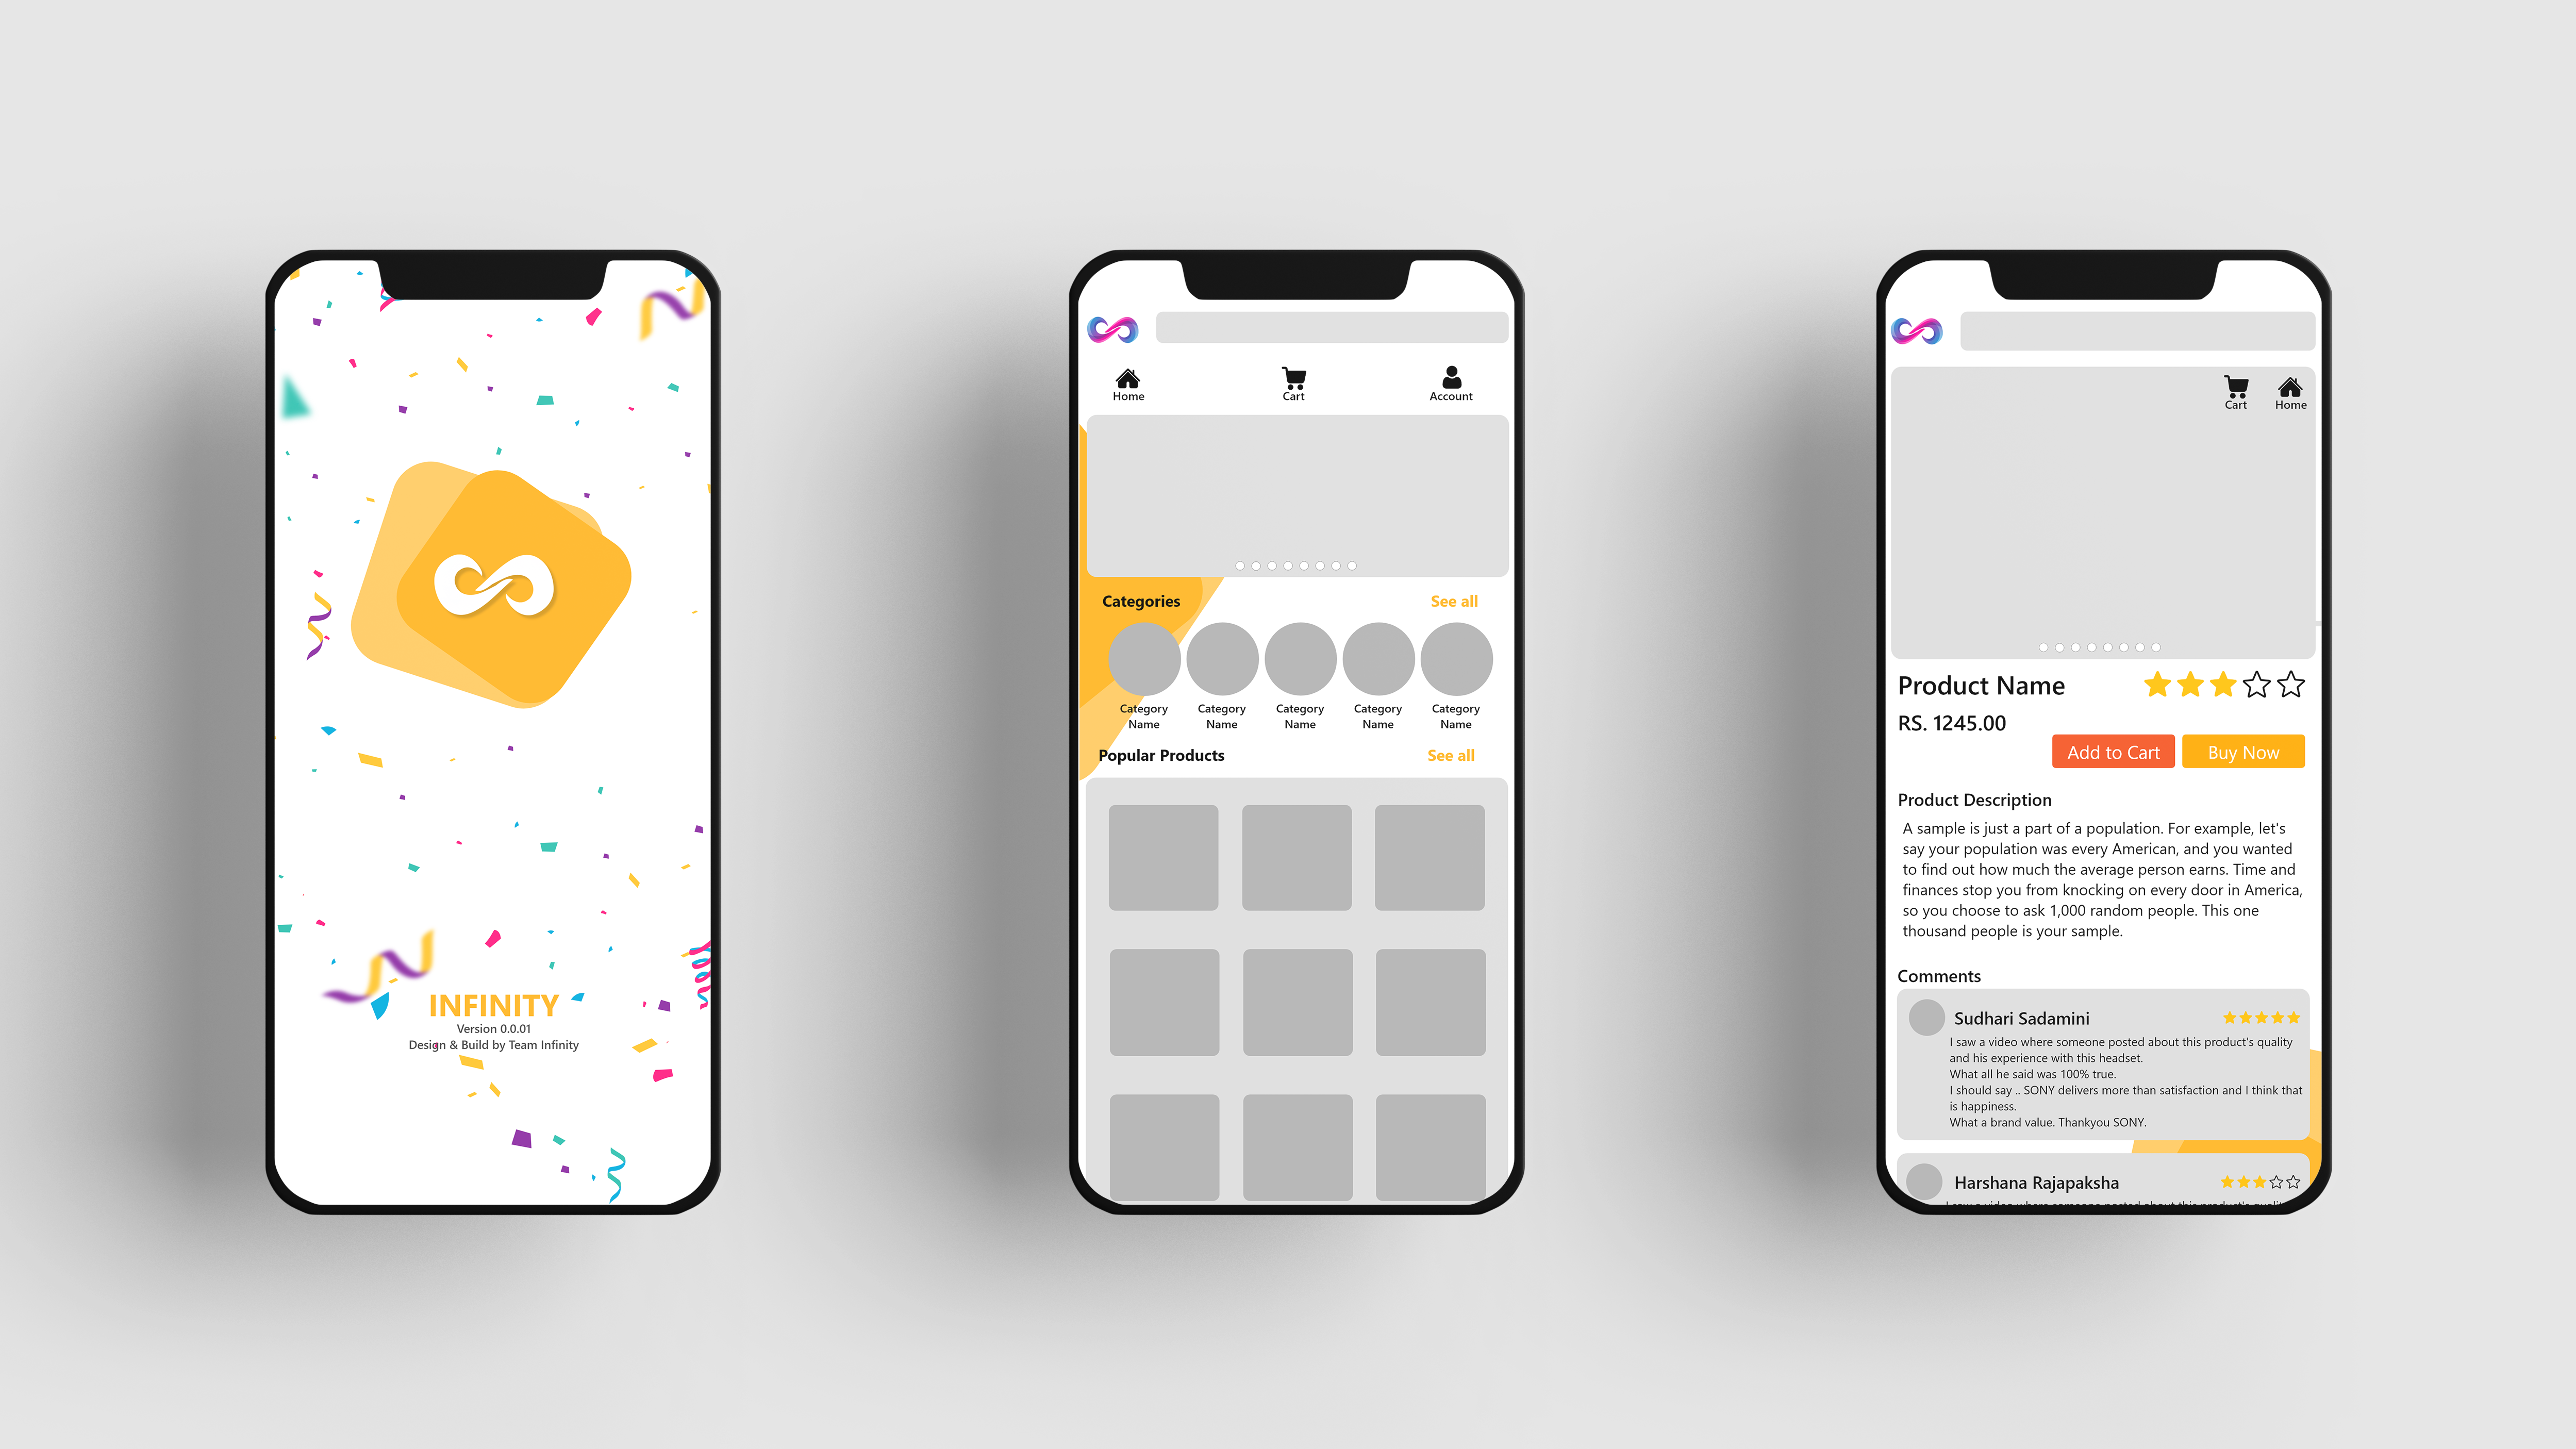 INFINITY
Version 0.0.01
Design & Build by Team Infinity
Home
Cart
Account
Categories
See all
Category
Name
Category
Name
Category
Name
Category
Name
Category
Name
Popular Products
See all
Cart
Home
Product Name
RS. 1245.00
Add to Cart
Buy Now
Product Description
A sample is just a part of a population. For example, let's
say your population was every American, and you wanted
to find out how much the average person earns. Time and
finances stop you from knocking on every door in America,
so you choose to ask 1,000 random people. This one
thousand people is your sample.
Comments
Sudhari Sadamini
I saw a video where someone posted about this product's quality
and his experience with this headset.
What all he said was 100% true.
I should say .. SONY delivers more than satisfaction and I think that
is happiness.
What a brand value. Thankyou SONY.
Harshana Rajapaksha